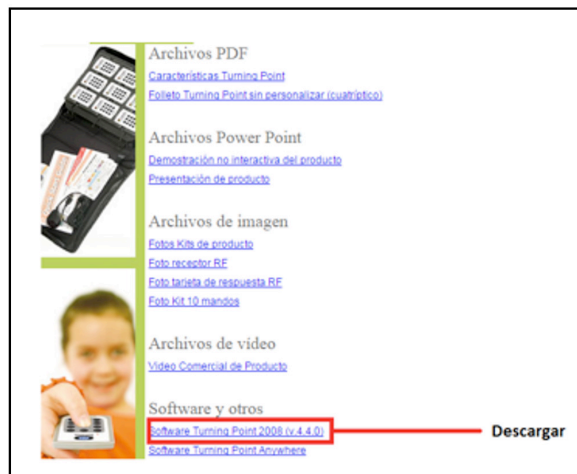 Archivos PDF
Características Turning Point
Folleto Turning Point sin personalizar (cuatríptico)
Archivos Power Point
Demostración no interactiva del producto
Presentación de producto
Archivos de imagen
Fotos Kits de producto
Foto receptor RF
Foto tarjeta de respuesta RF
Foto Kit 10 mandos
Archivos de vídeo
Video Comercial de Producto
Software y otros
Software Turning Point 2008 (v.4.4.0)
Descargar
Software Turning Point Anywhere